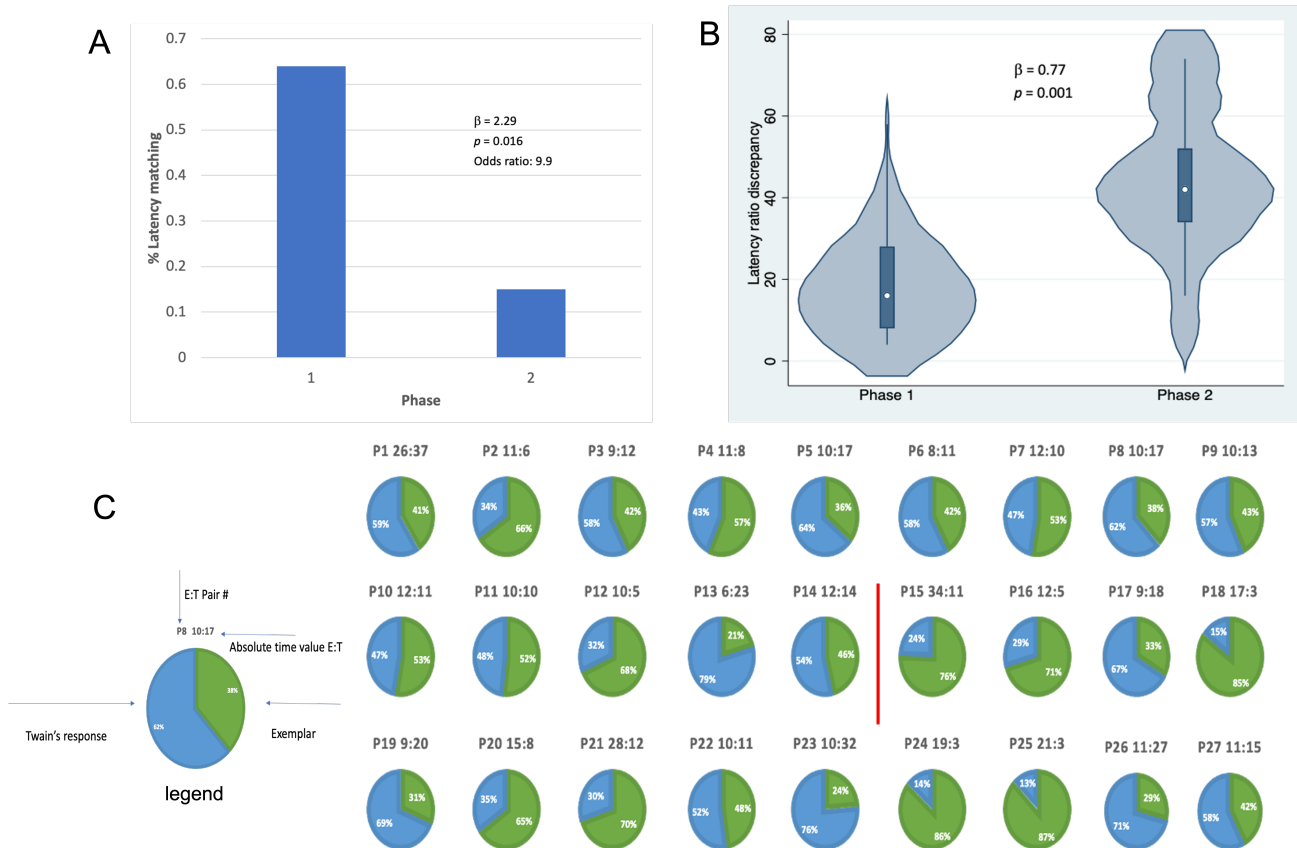 A
0.7
0.6
0.5
0.4
0.3
0.2
0.1
0
% Latency matching
β = 2.29
p = 0.016
Odds ratio: 9.9
1
2
Phase
B
80
60
40
20
0
Latency ratio discrepancy
β = 0.77
p = 0.001
Phase 1
Phase 2
C
E:T Pair #
P8 10:17
Absolute time value E:T
38%
62%
Twain's response
Exemplar
legend
P1 26:37
P2 11:6
P3 9:12
P4 11:8
P5 10:17
P6 8:11
P7 12:10
P8 10:17
P9 10:13
59%
41%
34%
66%
58%
42%
43%
57%
64%
36%
58%
42%
47%
53%
62%
38%
57%
43%
P10 12:11
P11 10:10
P12 10:5
P13 6:23
P14 12:14
P15 34:11
P16 12:5
P17 9:18
P18 17:3
47%
53%
48%
52%
32%
68%
79%
21%
54%
46%
24%
76%
29%
71%
67%
33%
15%
85%
P19 9:20
P20 15:8
P21 28:12
P22 10:11
P23 10:32
P24 19:3
P25 21:3
P26 11:27
P27 11:15
69%
31%
35%
65%
30%
70%
52%
48%
76%
24%
14%
86%
13%
87%
71%
29%
58%
42%